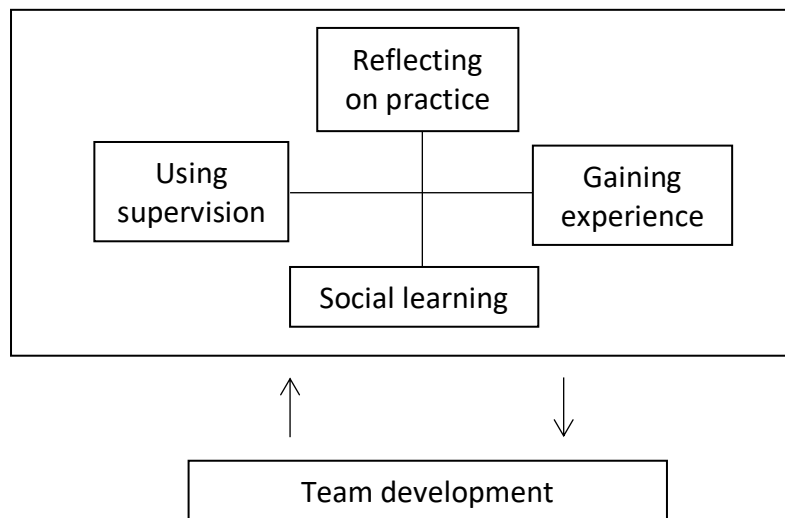 Reflecting
on practice
Using
supervision
Gaining
experience
Social learning
Team development